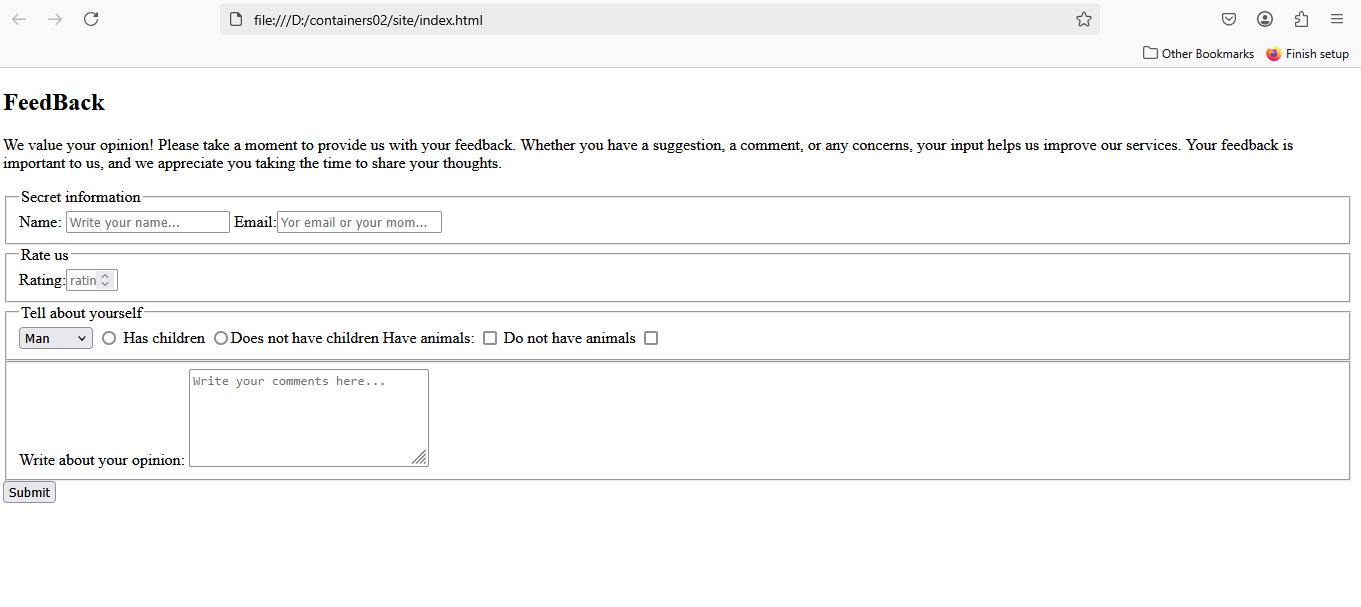 file:///D:/containers02/site/index.html
Other Bookmarks Finish setup
FeedBack
We value your opinion! Please take a moment to provide us with your feedback. Whether you have a suggestion, a comment, or any concerns, your input helps us improve our services. Your feedback is
important to us, and we appreciate you taking the time to share your thoughts.
Secret information
Name: Write your name... Email: Yor email or your mom...
Rate us
Rating: ratin
Tell about yourself
Man Has children Does not have children Have animals: Do not have animals
Write your comments here...
Write about your opinion:
Submit